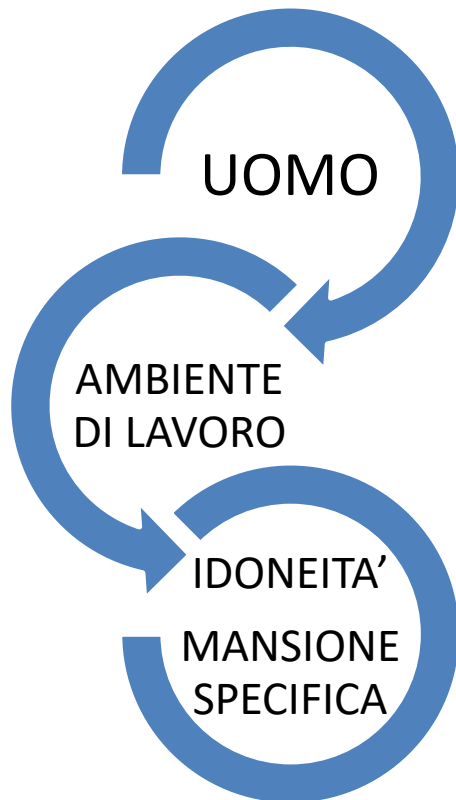 UOMO
AMBIENTE
DI LAVORO
IDONEITA’
MANSIONE
SPECIFICA